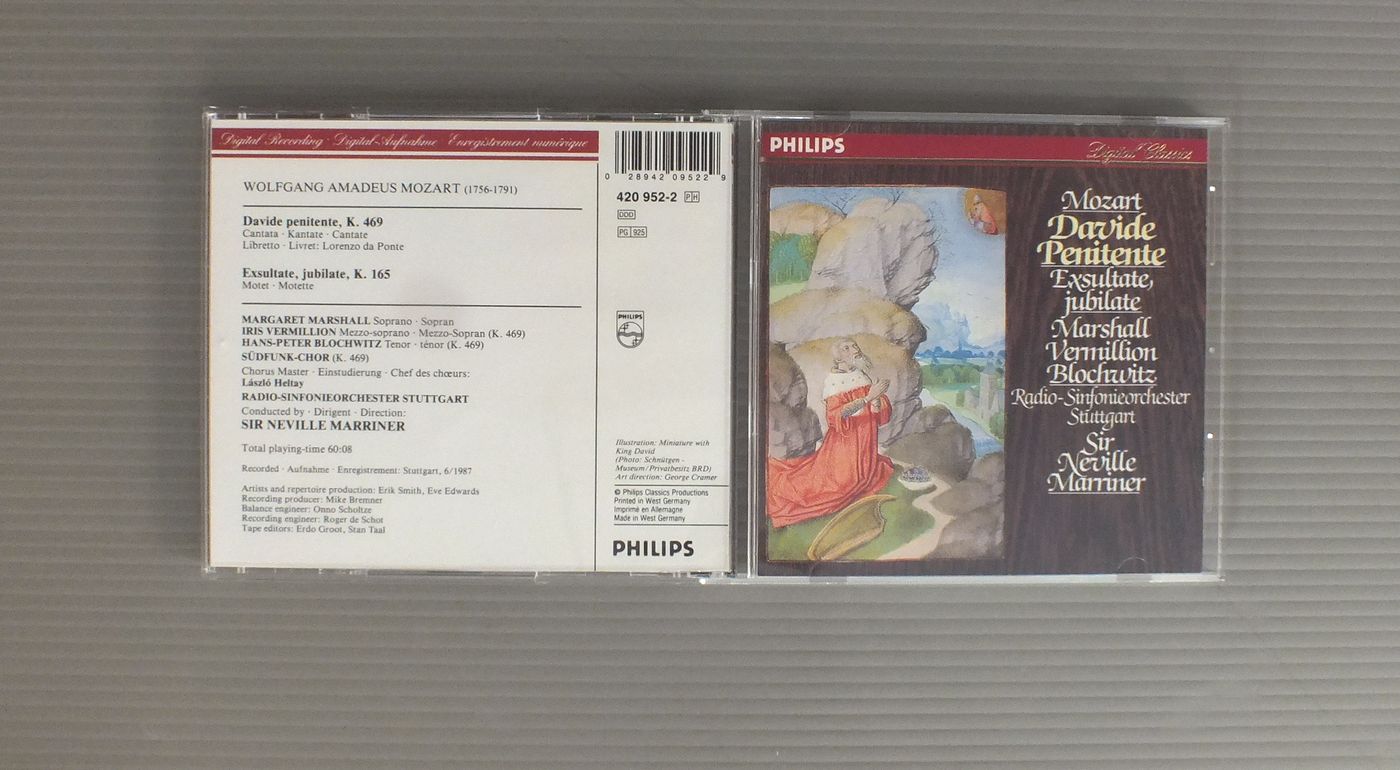 Digital Recording · Digital-Aufnahme · Enregistrement numérique
WOLFGANG AMADEUS MOZART (1756-1791)
Davide penitente, K. 469
Cantata · Kantate · Cantate
Libretto · Livret: Lorenzo da Ponte
Exsultate, jubilate, K. 165
Motet · Motette
MARGARET MARSHALL Soprano · Sopran
IRIS VERMILLION Mezzo-soprano · Mezzo-Sopran (K. 469)
HANS-PETER BLOCHWITZ Tenor · ténor (K. 469)
SÜDFUNK-CHOR (K. 469)
Chorus Master · Einstudierung · Chef des chœurs:
László Heltay
RADIO-SINFONIEORCHESTER STUTTGART
Conducted by · Dirigent · Direction:
SIR NEVILLE MARRINER
Total playing-time 60:08
Recorded · Aufnahme · Enregistrement: Stuttgart, 6/1987
Artists and repertoire production: Erik Smith, Eve Edwards
Recording producer: Mike Bremner
Balance engineer: Onno Scholtze
Recording engineer: Roger de Schot
Tape editors: Erdo Groot, Stan Taal
0 28942 09522 9
420 952-2 PH
DDD
PG 925
PHILIPS
Illustration: Miniature with
King David
(Photo: Schnütgen -
Museum/Privatbesitz BRD)
Art direction: George Cramer
℗ Philips Classics Productions
Printed in West Germany
Imprimé en Allemagne
Made in West Germany
PHILIPS
PHILIPS
Digital Classics
Mozart
Davide
Penitente
Exsultate,
jubilate
Marshall
Vermillion
Blochwitz
Radio-Sinfonieorchester
Stuttgart
Sir
Neville
Marriner